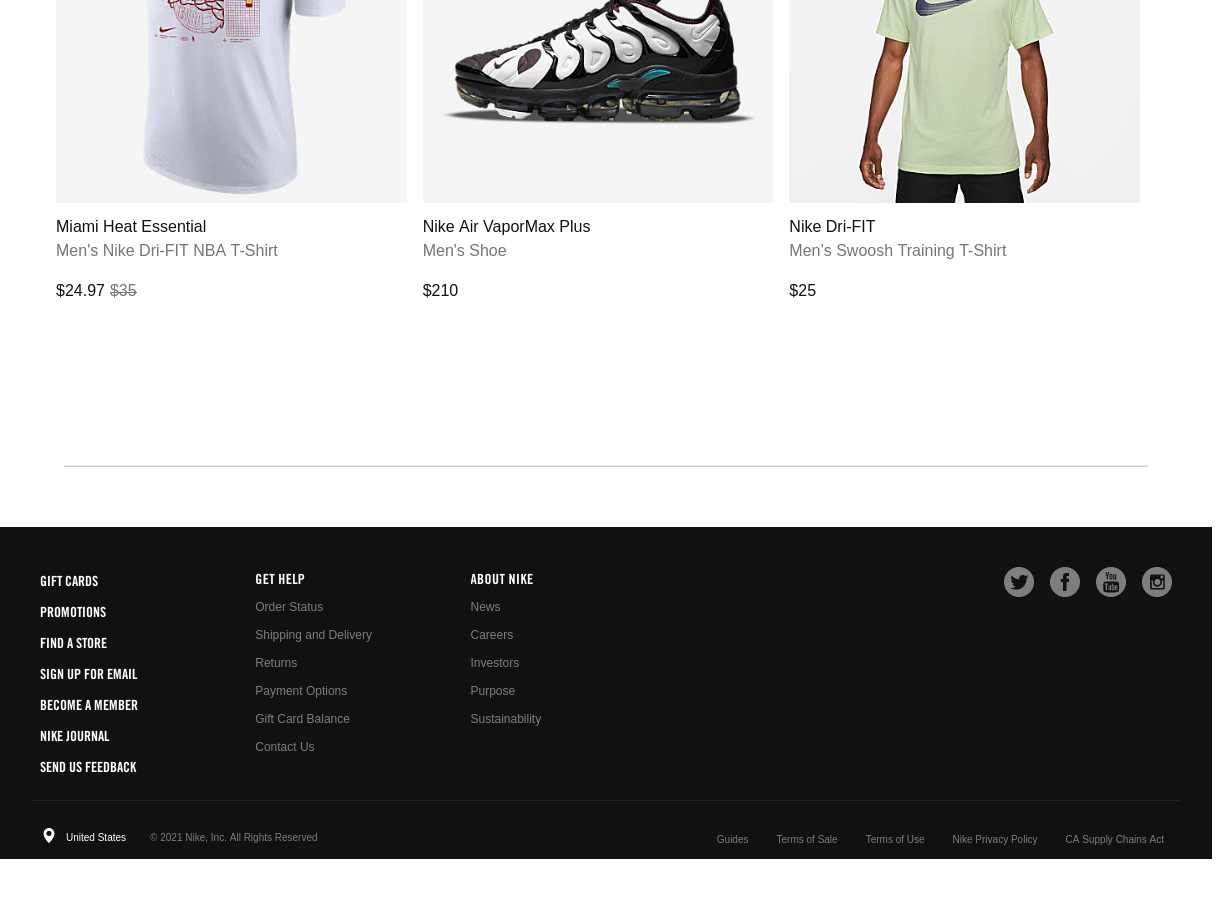 Miami Heat Essential
Men's Nike Dri-FIT NBA T-Shirt
$24.97 $35
Nike Air VaporMax Plus
Men's Shoe
$210
Nike Dri-FIT
Men's Swoosh Training T-Shirt
$25
GIFT CARDS
PROMOTIONS
FIND A STORE
SIGN UP FOR EMAIL
BECOME A MEMBER
NIKE JOURNAL
SEND US FEEDBACK
GET HELP
Order Status
Shipping and Delivery
Returns
Payment Options
Gift Card Balance
Contact Us
ABOUT NIKE
News
Careers
Investors
Purpose
Sustainability
You
Tube
United States
© 2021 Nike, Inc. All Rights Reserved
Guides
Terms of Sale
Terms of Use
Nike Privacy Policy
CA Supply Chains Act